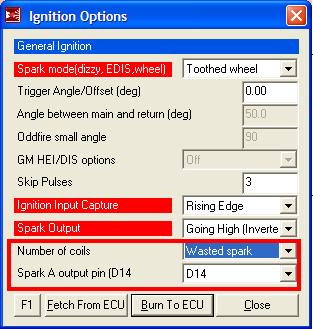 Ignition Options
General Ignition
Spark mode(dizzy, EDIS,wheel) Toothed wheel
Trigger Angle/Offset (deg) 0.00
Angle between main and return (deg) 50.0
Oddfire small angle 90
GM HEI/DIS options Off
Skip Pulses 3
Ignition Input Capture Rising Edge
Spark Output Going High (Inverte
Number of coils Wasted spark
Spark A output pin (D14 D14
F1 Fetch From ECU Burn To ECU Close